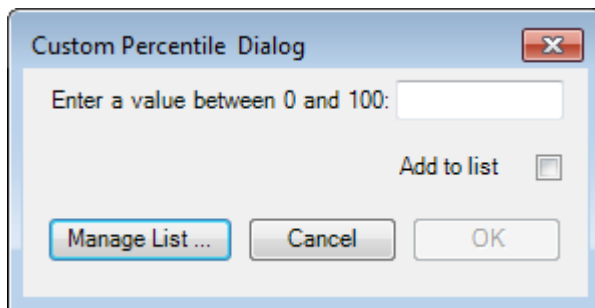 Custom Percentile Dialog
Enter a value between 0 and 100:
Add to list
Manage List ... Cancel OK